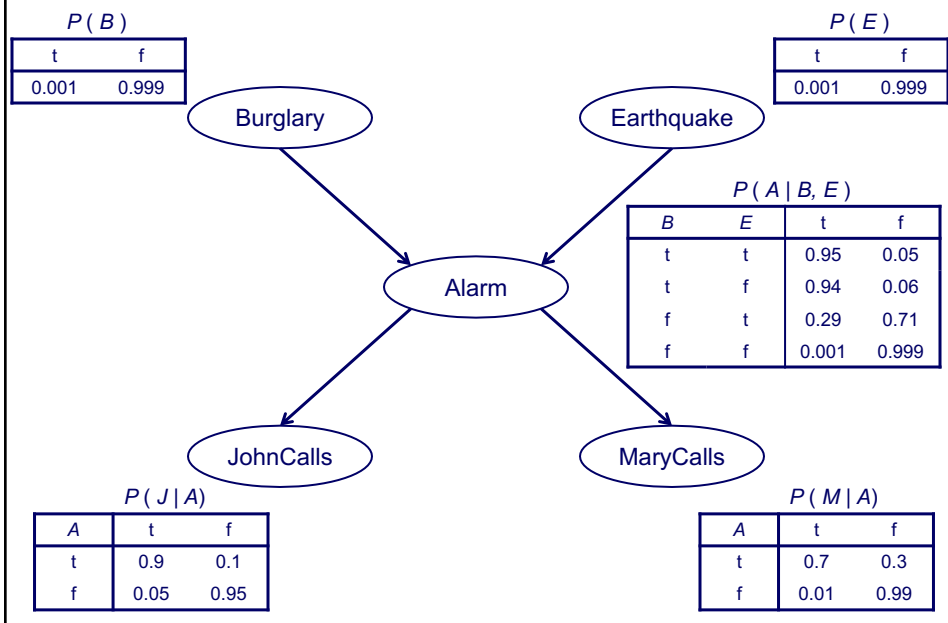 P ( B )
t f
0.001 0.999
P ( E )
t f
0.001 0.999
Burglary
Earthquake
P ( A | B, E )
B E t f
t t 0.95 0.05
t f 0.94 0.06
f t 0.29 0.71
f f 0.001 0.999
Alarm
JohnCalls
MaryCalls
P ( J | A)
A t f
t 0.9 0.1
f 0.05 0.95
P ( M | A)
A t f
t 0.7 0.3
f 0.01 0.99